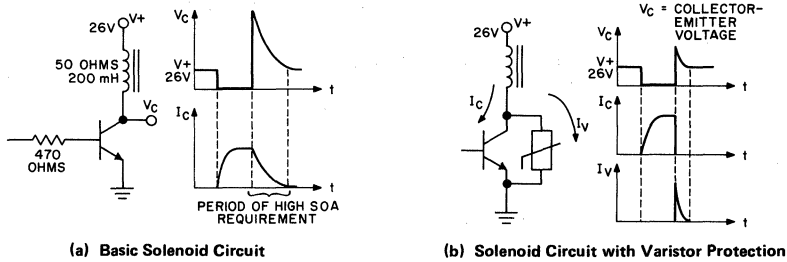 V+
26V
50 OHMS
200 mH
VC
470
OHMS
VC
V+
26V
t
IC
t
PERIOD OF HIGH SOA
REQUIREMENT
(a) Basic Solenoid Circuit
VC = COLLECTOR-
EMITTER
VOLTAGE
V+
26V
IC
IV
VC
V+
26V
t
IC
t
IV
t
(b) Solenoid Circuit with Varistor Protection